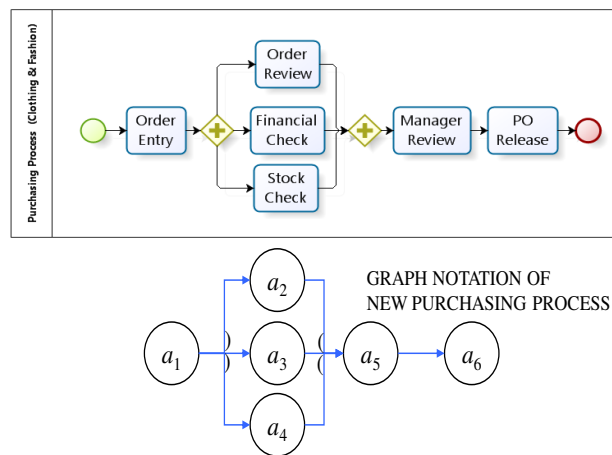 Purchasing Process (Clothing & Fashion)
Order
Entry
Order
Review
Financial
Check
Stock
Check
Manager
Review
PO
Release
GRAPH NOTATION OF
NEW PURCHASING PROCESS
a1
a2
a3
a4
a5
a6